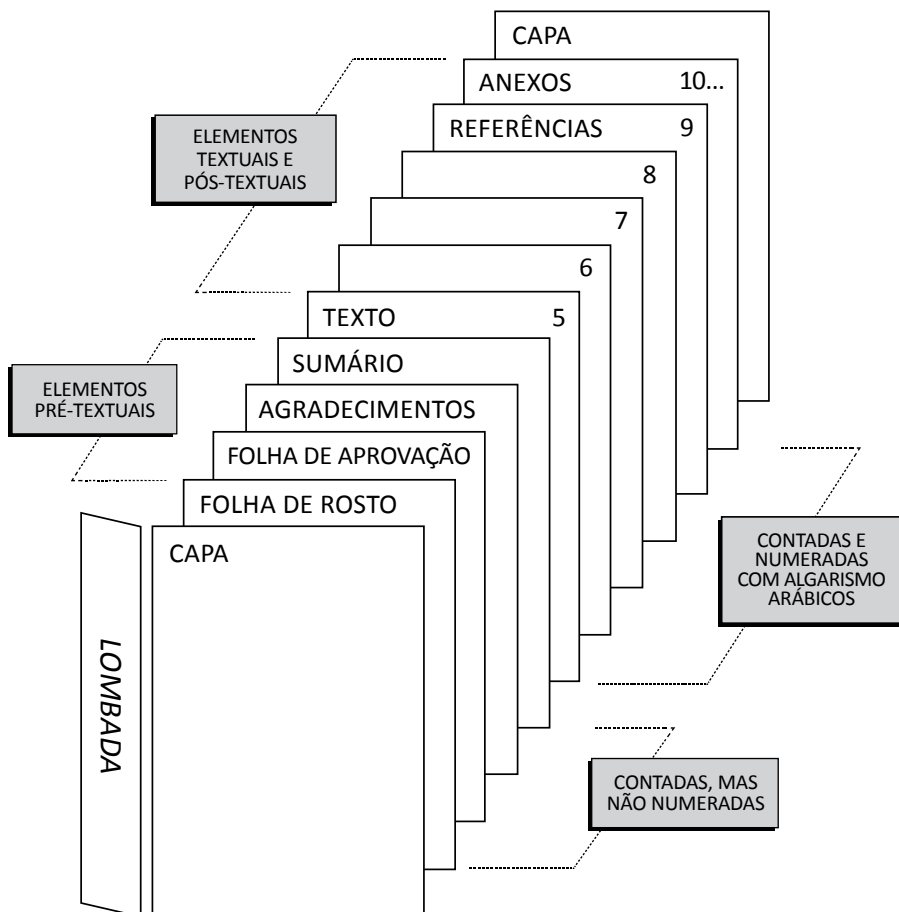 CAPA
ANEXOS 10...
REFERÊNCIAS 9
8
7
6
TEXTO 5
SUMÁRIO
AGRADECIMENTOS
FOLHA DE APROVAÇÃO
FOLHA DE ROSTO
CAPA
LOMBADA
ELEMENTOS
TEXTUAIS E
PÓS-TEXTUAIS
ELEMENTOS
PRÉ-TEXTUAIS
CONTADAS E
NUMERADAS
COM ALGARISMO
ARÁBICOS
CONTADAS, MAS
NÃO NUMERADAS